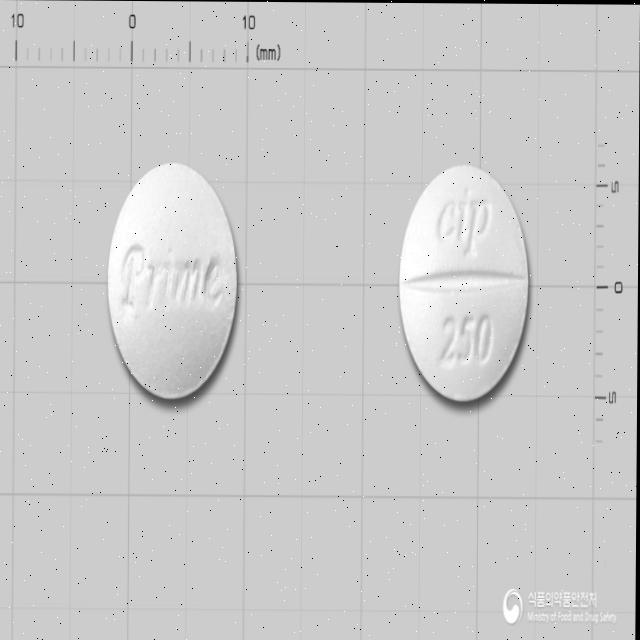 10 0 10 (mm)
Prime
cip
250
5
0
5
식품의약품안전처
Ministry of Food and Drug Safety